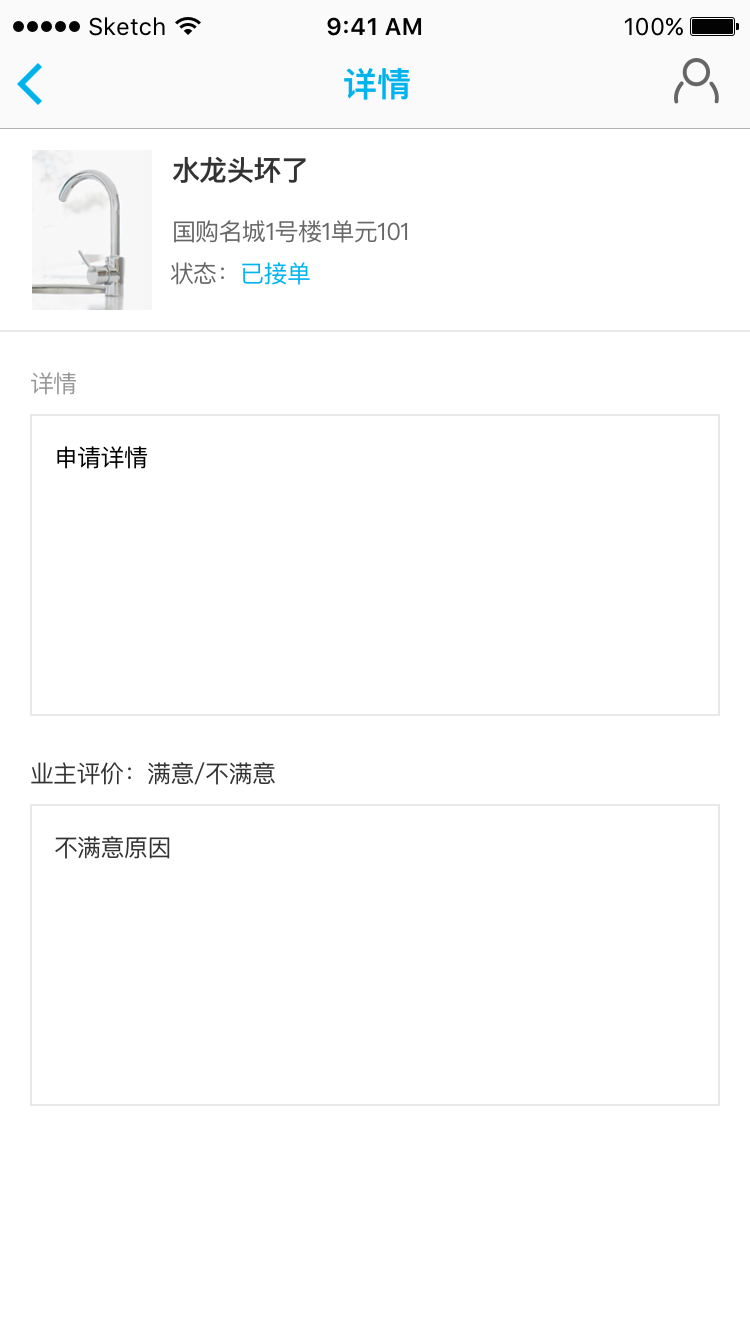 Sketch 9:41 AM 100%
详情
水龙头坏了
国购名城1号楼1单元101
状态：已接单
详情
申请详情
业主评价：满意/不满意
不满意原因